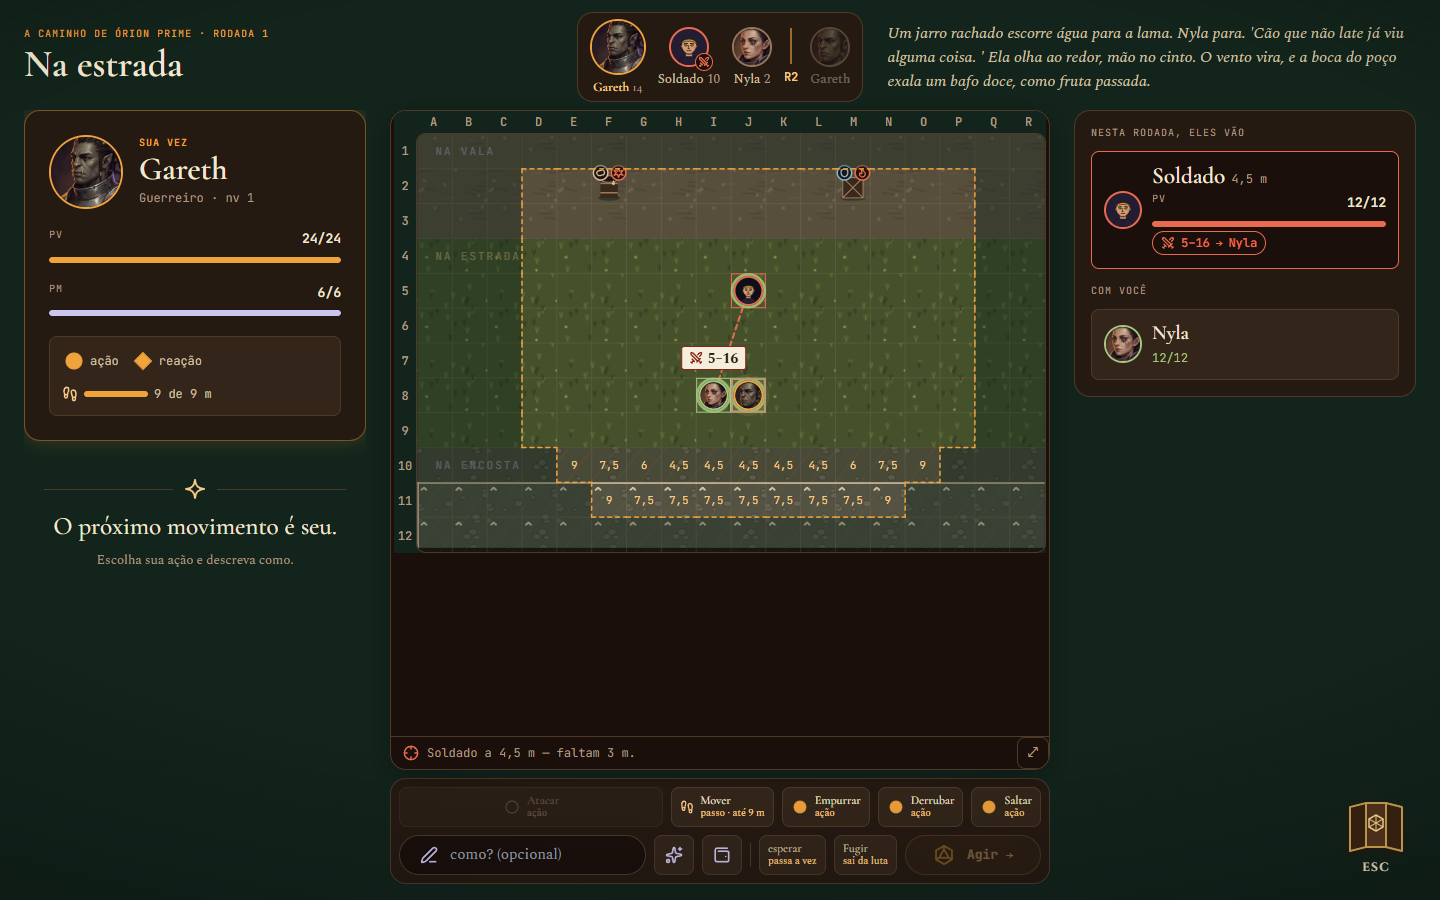 A CAMINHO DE ÓRION PRIME · RODADA 1
Na estrada
Gareth 14
Soldado 10
Nyla 2
R2
Gareth
Um jarro rachado escorre água para a lama. Nyla para. 'Cão que não late já viu
alguma coisa. ' Ela olha ao redor, mão no cinto. O vento vira, e a boca do poço
exala um bafo doce, como fruta passada.
SUA VEZ
Gareth
Guerreiro · nv 1
PV
24/24
PM
6/6
ação
reação
9 de 9 m
O próximo movimento é seu.
Escolha sua ação e descreva como.
A B C D E F G H I J K L M N O P Q R
1 NA VALA
2
3
4 NA ESTRADA
5
6
7 5–16
8
9
10 NA ENCOSTA 9 7,5 6 4,5 4,5 4,5 4,5 4,5 6 7,5 9
11 9 7,5 7,5 7,5 7,5 7,5 7,5 7,5 9
12
Soldado a 4,5 m — faltam 3 m.
Atacar
ação
Mover
passo · até 9 m
Empurrar
ação
Derrubar
ação
Saltar
ação
como? (opcional)
esperar
passa a vez
Fugir
sai da luta
Agir →
NESTA RODADA, ELES VÃO
Soldado 4,5 m
PV
12/12
5–16 → Nyla
COM VOCÊ
Nyla
12/12
ESC